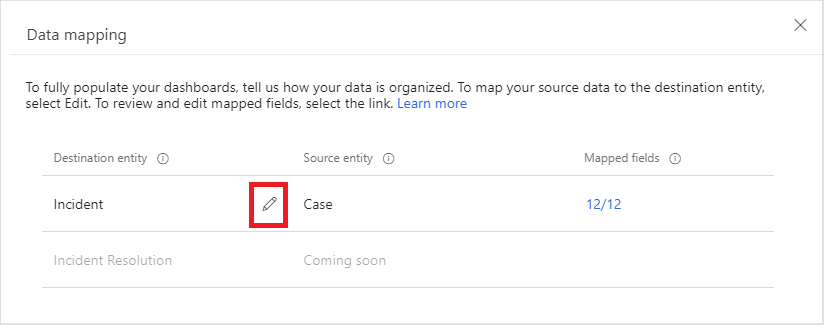 Data mapping
To fully populate your dashboards, tell us how your data is organized. To map your source data to the destination entity,
select Edit. To review and edit mapped fields, select the link. Learn more
Destination entity Source entity Mapped fields
Incident Case 12/12
Incident Resolution Coming soon